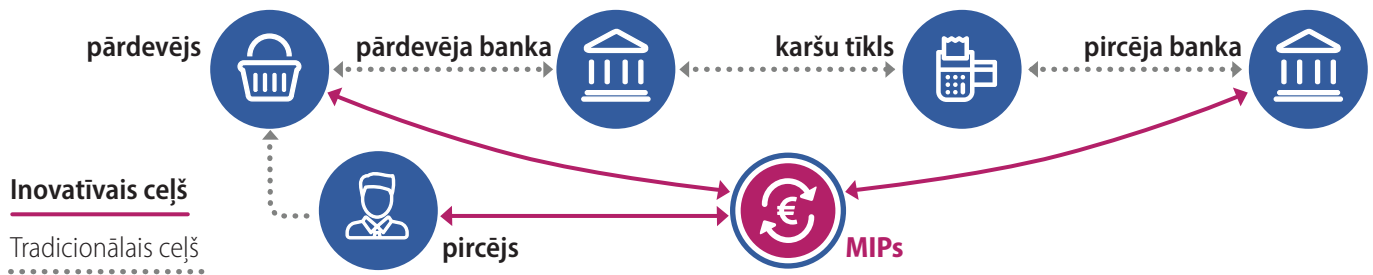 pārdevējs
pārdevēja banka
karšu tīkls
pircēja banka
Inovatīvais ceļš
Tradicionālais ceļš
pircējs
€
MIPs